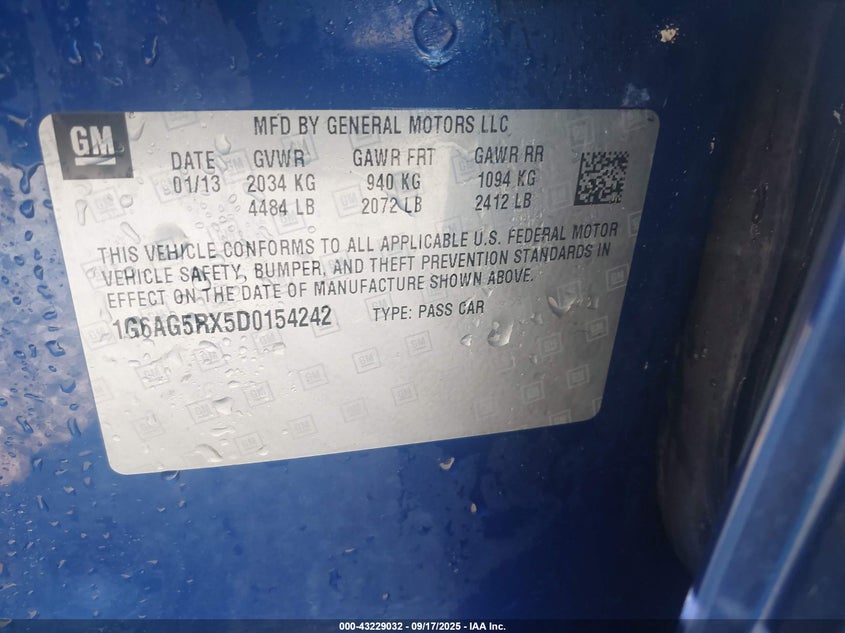 GM
MFD BY GENERAL MOTORS LLC
DATE GVWR GAWR FRT GAWR RR
01/13 2034 KG 940 KG 1094 KG
4484 LB 2072 LB 2412 LB
THIS VEHICLE CONFORMS TO ALL APPLICABLE U.S. FEDERAL MOTOR
VEHICLE SAFETY, BUMPER, AND THEFT PREVENTION STANDARDS IN
EFFECT ON THE DATE OF MANUFACTURE SHOWN ABOVE.
1G6AG5RX5D0154242 TYPE: PASS CAR
000-43229032 - 09/17/2025 - IAA Inc.